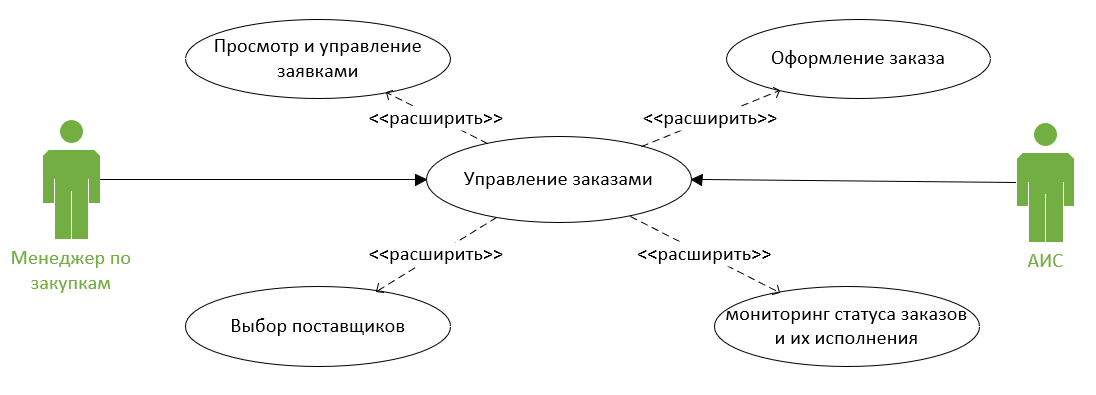 Просмотр и управление
заявками
Оформление заказа
<<расширить>>
<<расширить>>
Управление заказами
Менеджер по
закупкам
АИС
<<расширить>>
<<расширить>>
Выбор поставщиков
мониторинг статуса заказов
и их исполнения